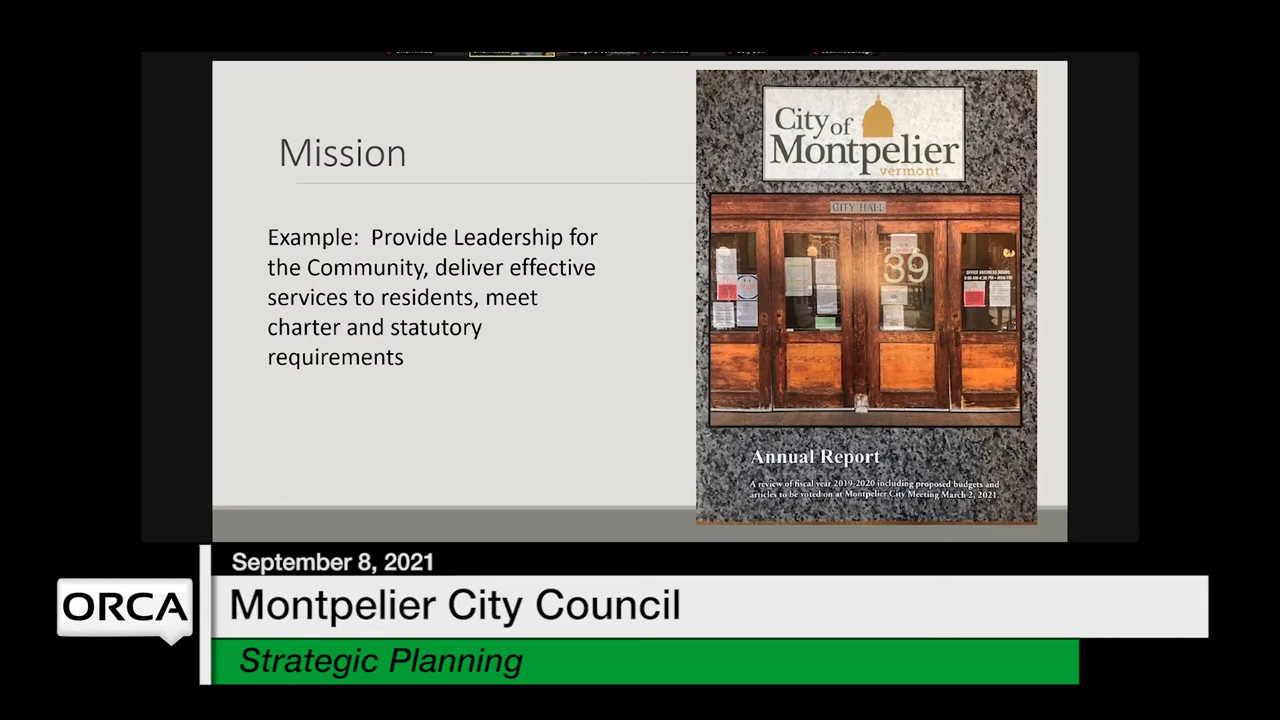 Mission
Example:  Provide Leadership for
the Community, deliver effective
services to residents, meet
charter and statutory
requirements
City of
Montpelier
vermont
CITY HALL
39
OFFICE BUSINESS HOURS
Annual Report
A review of fiscal year 2019-2020 including proposed budgets and
articles to be voted on at Montpelier City Meeting March 2, 2021.
September 8, 2021
ORCA
Montpelier City Council
Strategic Planning